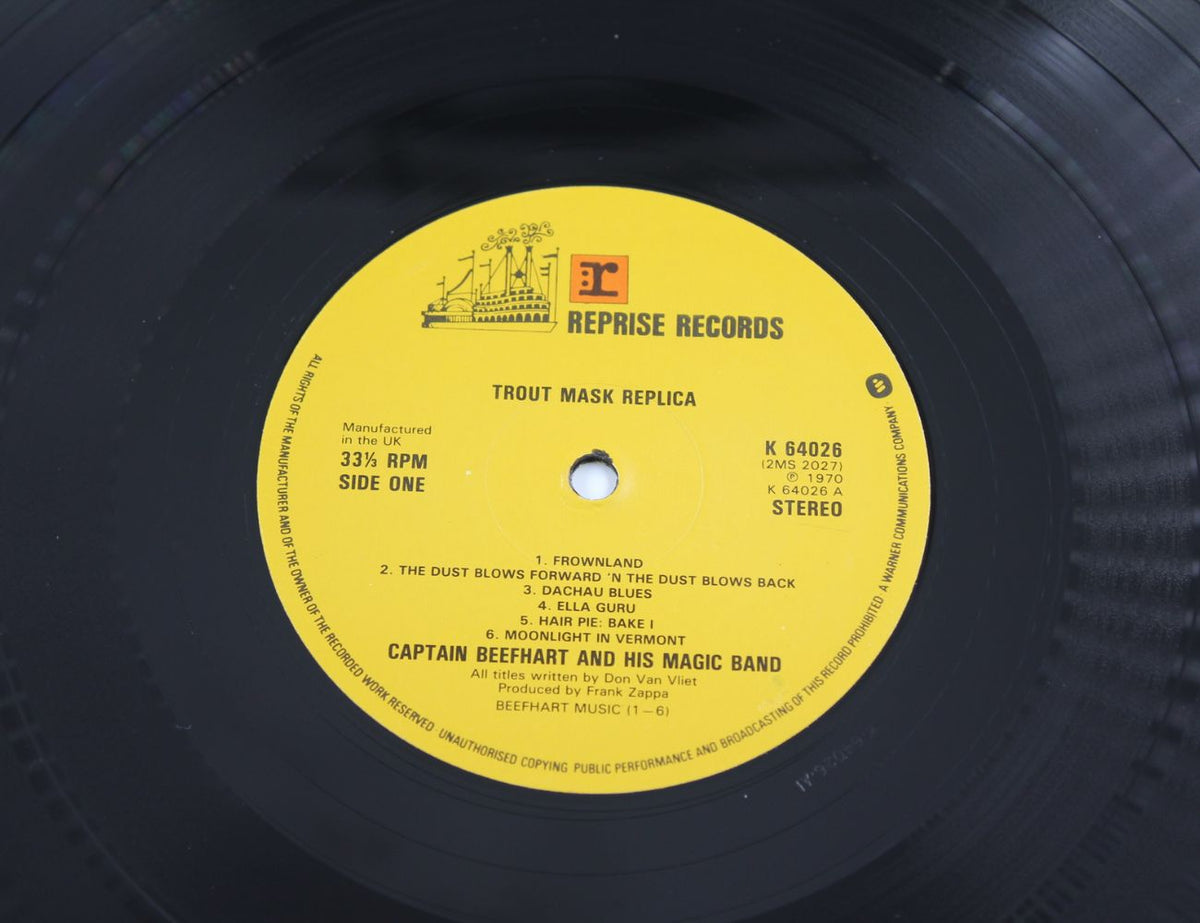 r
REPRISE RECORDS
TROUT MASK REPLICA
Manufactured
in the UK
33⅓ RPM
SIDE ONE
K 64026
(2MS 2027)
℗ 1970
K 64026 A
STEREO
1. FROWNLAND
2. THE DUST BLOWS FORWARD 'N THE DUST BLOWS BACK
3. DACHAU BLUES
4. ELLA GURU
5. HAIR PIE: BAKE I
6. MOONLIGHT IN VERMONT
CAPTAIN BEEFHART AND HIS MAGIC BAND
All titles written by Don Van Vliet
Produced by Frank Zappa
BEEFHART MUSIC (1–6)
ALL RIGHTS OF THE MANUFACTURER AND OF THE OWNER OF THE RECORDED WORK RESERVED · UNAUTHORISED COPYING PUBLIC PERFORMANCE AND BROADCASTING OF THIS RECORD PROHIBITED A WARNER COMMUNICATIONS COMPANY ·